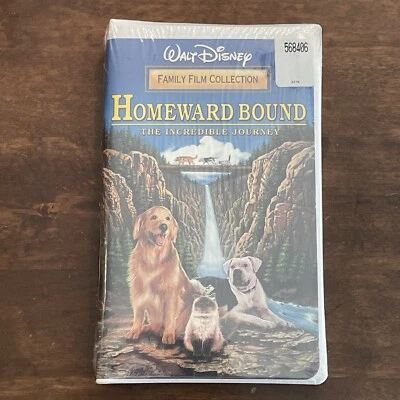 WALT DISNEY
FAMILY FILM COLLECTION
568406
HOMEWARD BOUND
THE INCREDIBLE JOURNEY